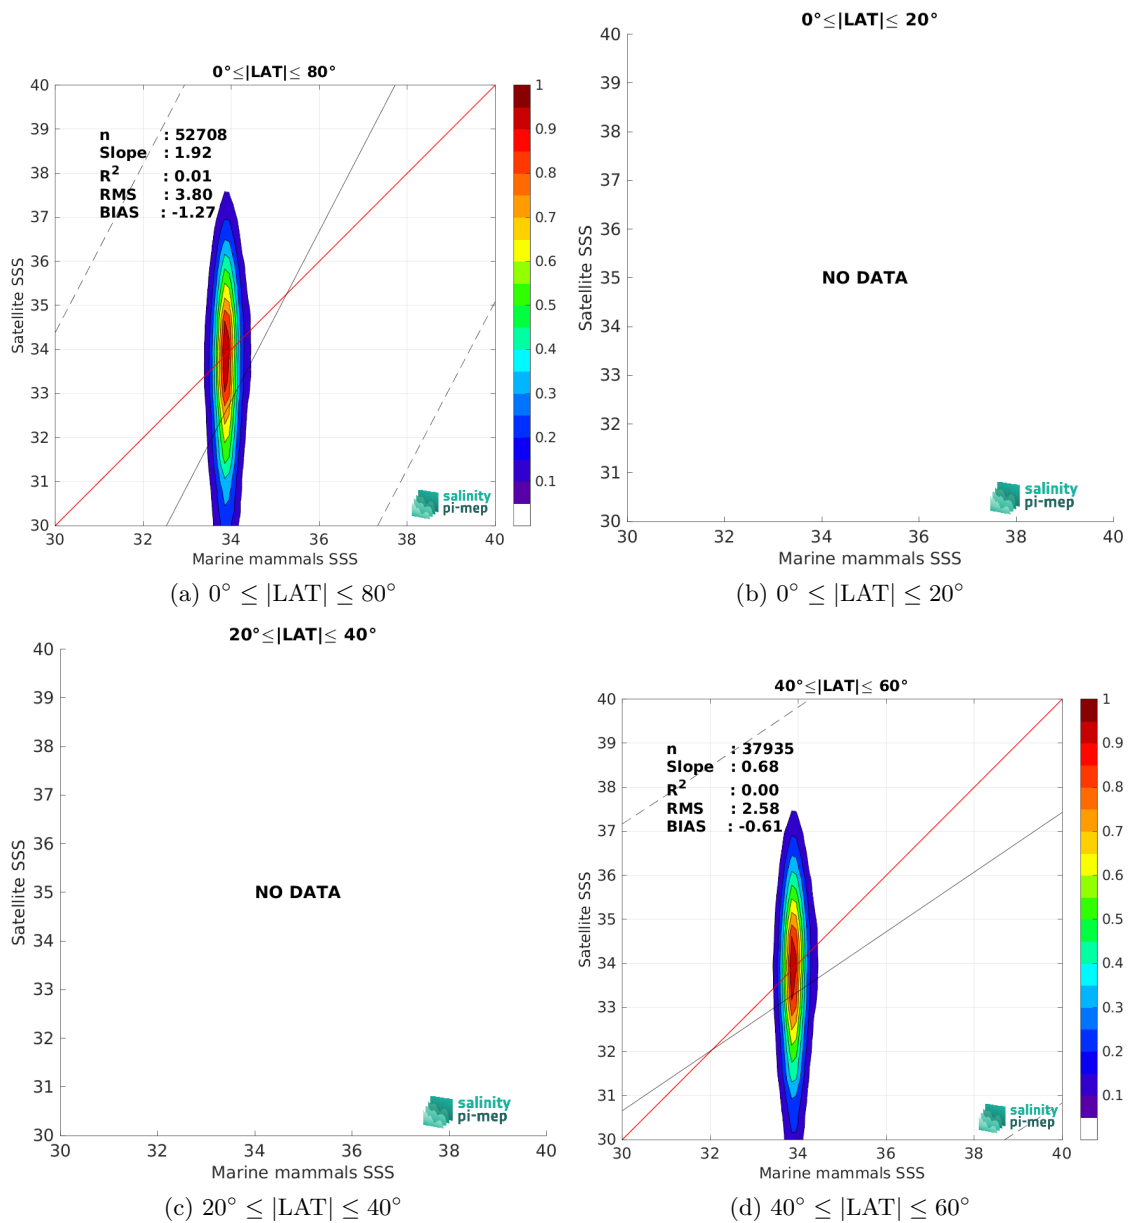 0°≤|LAT|≤ 80°
40
39
38
37
36
35
34
33
32
31
30
Satellite SSS
n : 52708
Slope : 1.92
R² : 0.01
RMS : 3.80
BIAS : -1.27
salinity
pi-mep
30 32 34 36 38 40
Marine mammals SSS
1
0.9
0.8
0.7
0.6
0.5
0.4
0.3
0.2
0.1
(a) 0° ≤ |LAT| ≤ 80°
0°≤|LAT|≤ 20°
40
39
38
37
36
35
34
33
32
31
30
Satellite SSS
NO DATA
salinity
pi-mep
30 32 34 36 38 40
Marine mammals SSS
(b) 0° ≤ |LAT| ≤ 20°
20°≤|LAT|≤ 40°
40
39
38
37
36
35
34
33
32
31
30
Satellite SSS
NO DATA
salinity
pi-mep
30 32 34 36 38 40
Marine mammals SSS
(c) 20° ≤ |LAT| ≤ 40°
40°≤|LAT|≤ 60°
40
39
38
37
36
35
34
33
32
31
30
Satellite SSS
n : 37935
Slope : 0.68
R² : 0.00
RMS : 2.58
BIAS : -0.61
salinity
pi-mep
30 32 34 36 38 40
Marine mammals SSS
1
0.9
0.8
0.7
0.6
0.5
0.4
0.3
0.2
0.1
(d) 40° ≤ |LAT| ≤ 60°